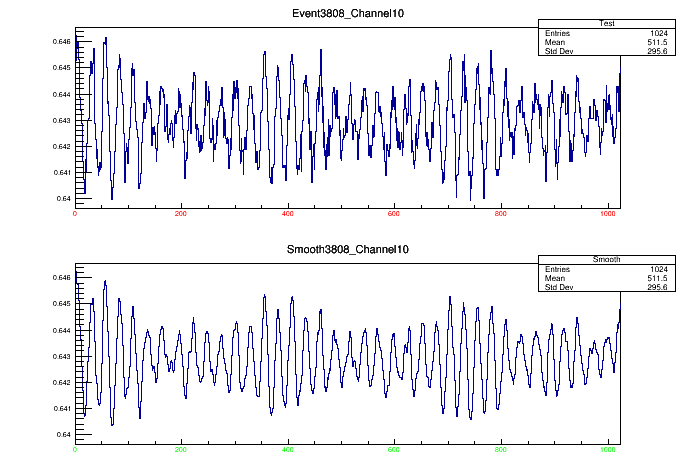 Event3808_Channel10
Test
Entries 1024
Mean 511.5
Std Dev 295.6
0.646
0.645
0.644
0.643
0.642
0.641
0.64
0 200 400 600 800 1000
Smooth3808_Channel10
Smooth
Entries 1024
Mean 511.5
Std Dev 295.6
0.646
0.645
0.644
0.643
0.642
0.641
0.64
0 200 400 600 800 1000